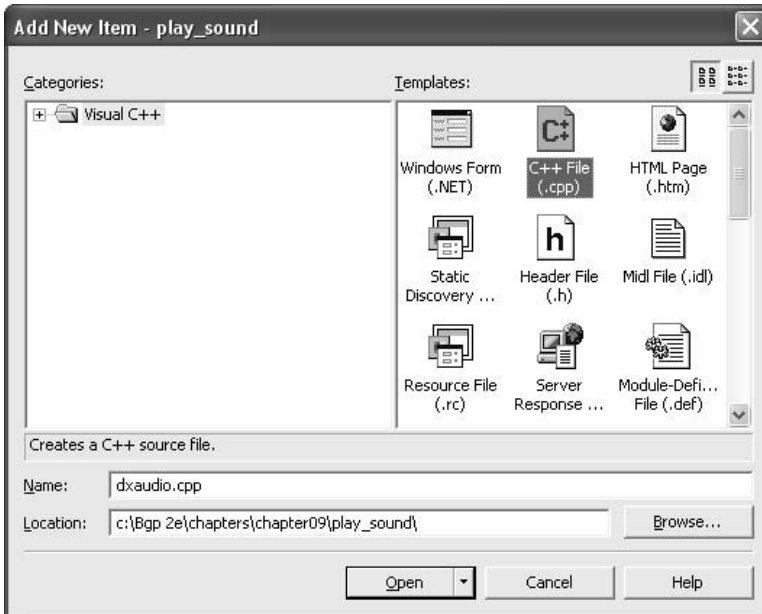 Add New Item - play_sound
Categories:
Templates:
Visual C++
Windows Form
(.NET)
C++ File
(.cpp)
HTML Page
(.htm)
Static
Discovery ...
Header File
(.h)
Midl File (.idl)
Resource File
(.rc)
Server
Response ...
Module-Defi...
File (.def)
Creates a C++ source file.
Name:
dxaudio.cpp
Location:
c:\Bgp 2e\chapters\chapter09\play_sound\
Browse...
Open
Cancel
Help